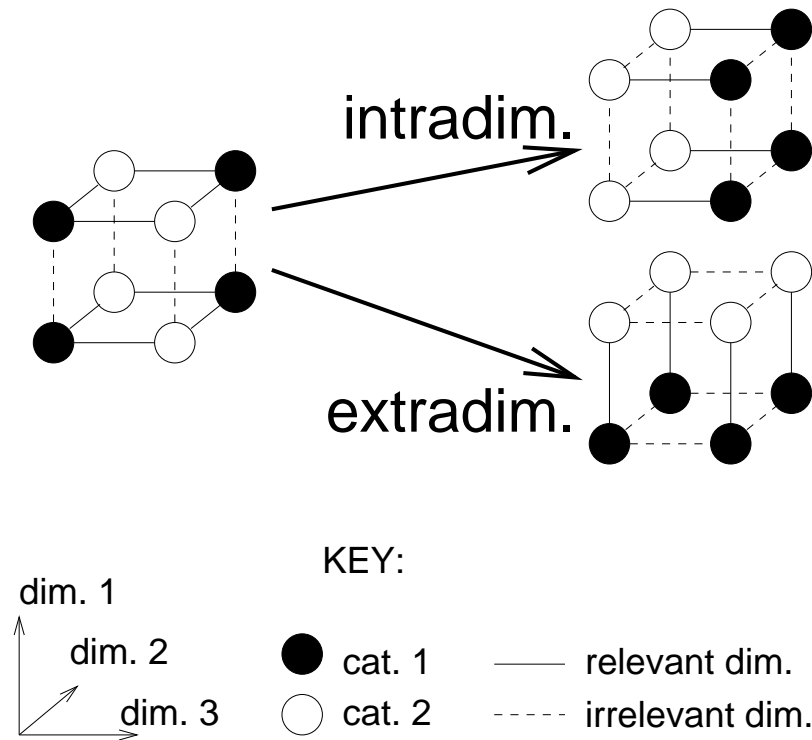 intradim.
extradim.
KEY:
dim. 1
dim. 2
dim. 3
cat. 1
cat. 2
relevant dim.
irrelevant dim.